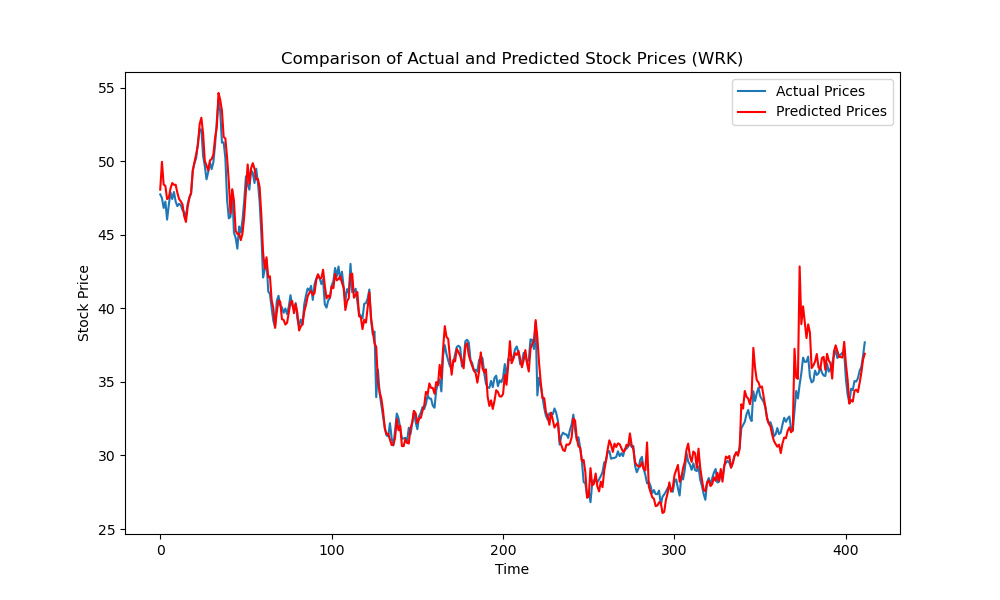 Comparison of Actual and Predicted Stock Prices (WRK)
Actual Prices
Predicted Prices
Stock Price
55
50
45
40
35
30
25
0
100
200
300
400
Time